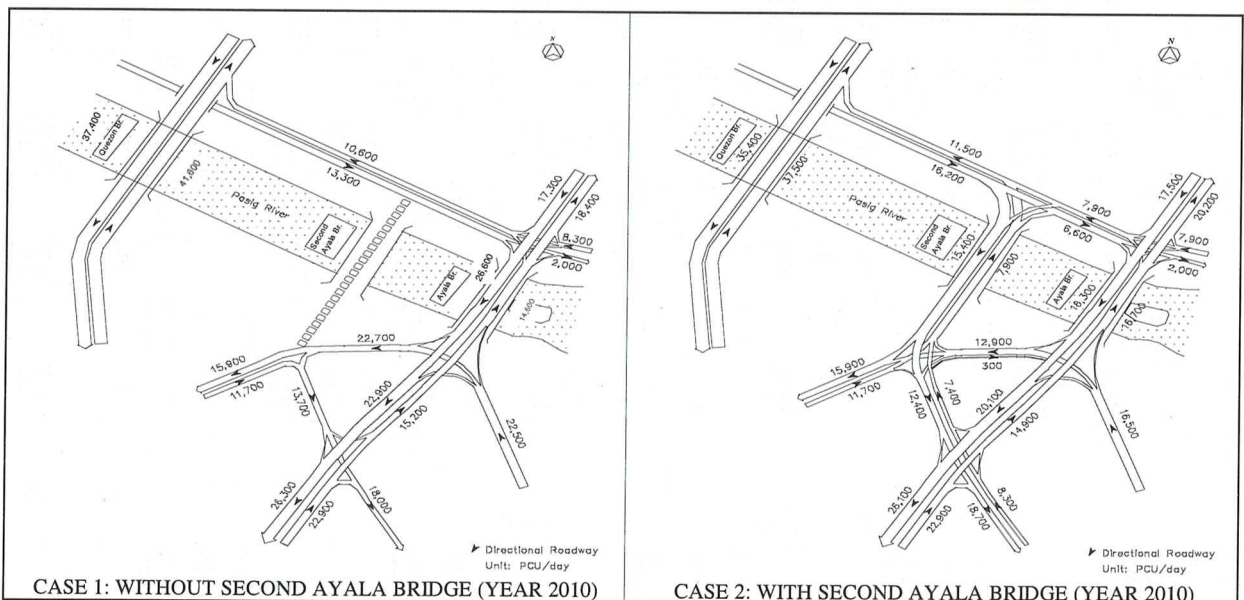 N
37,400
Quezon Br.
41,600
Pasig River
10,600
13,300
Second
Ayala Br.
Ayala Br.
26,600
17,300
18,400
8,300
2,000
14,600
22,700
15,900
11,700
13,700
22,900
15,200
22,500
26,300
22,900
18,000
Directional Roadway
Unit: PCU/day
CASE 1: WITHOUT SECOND AYALA BRIDGE (YEAR 2010)
N
Quezon Br.
35,400
37,500
Pasig River
11,500
16,200
Second
Ayala Br.
15,400
7,900
7,900
6,600
Ayala Br.
16,700
17,500
20,200
7,900
2,000
12,900
300
15,900
11,700
12,400
7,400
20,100
14,900
16,500
26,100
22,900
18,700
8,300
Directional Roadway
Unit: PCU/day
CASE 2: WITH SECOND AYALA BRIDGE (YEAR 2010)